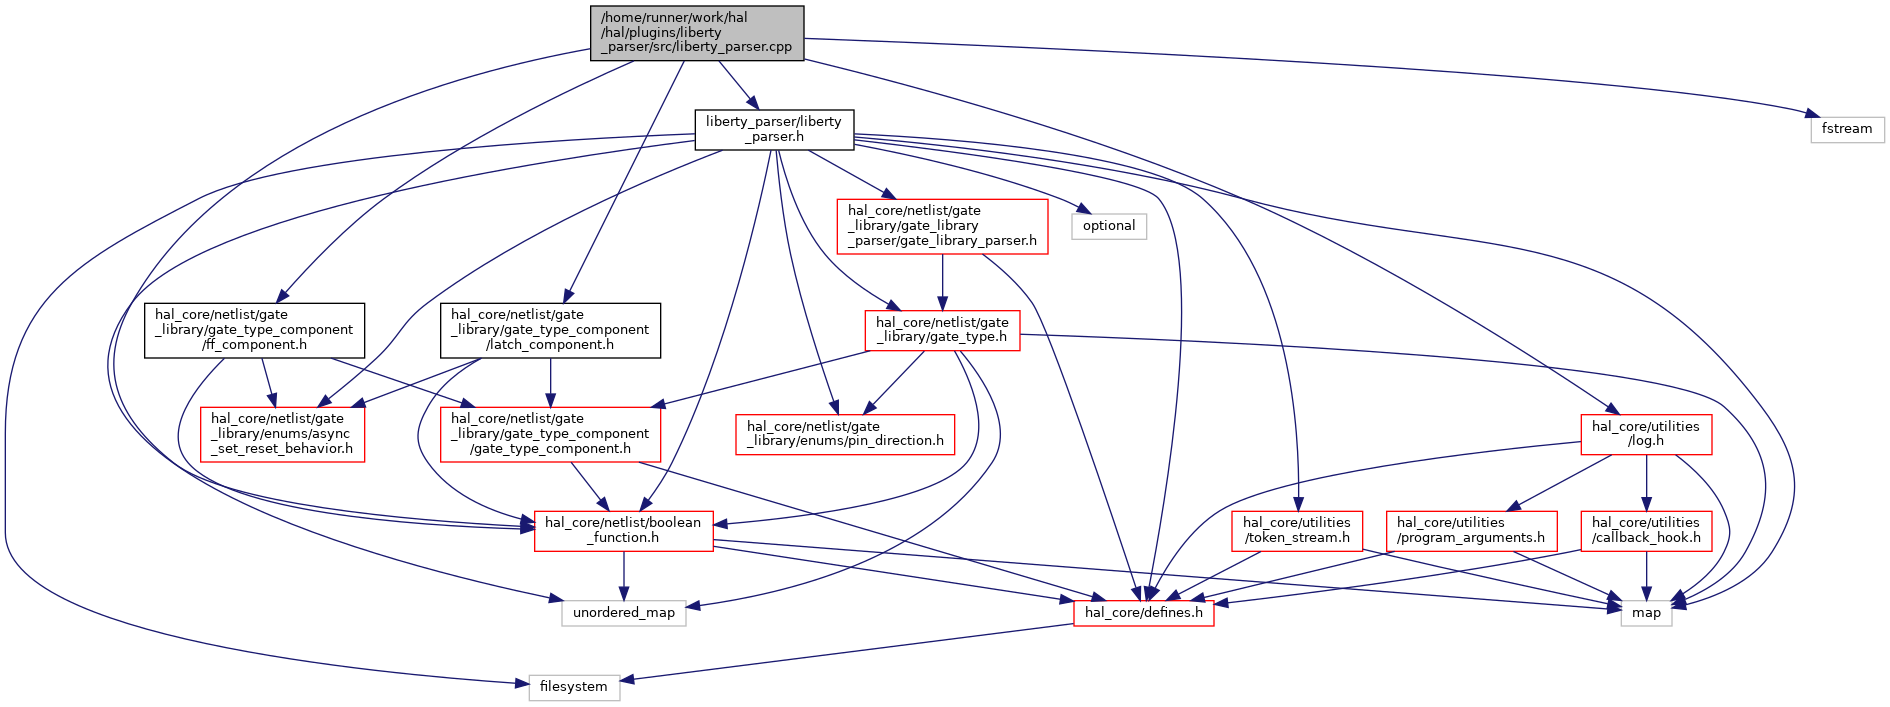 /home/runner/work/hal
/hal/plugins/liberty
_parser/src/liberty_parser.cpp
liberty_parser/liberty
_parser.h
fstream
hal_core/netlist/gate
_library/gate_library
_parser/gate_library_parser.h
optional
hal_core/netlist/gate
_library/gate_type_component
/ff_component.h
hal_core/netlist/gate
_library/gate_type_component
/latch_component.h
hal_core/netlist/gate
_library/gate_type.h
hal_core/netlist/gate
_library/enums/async
_set_reset_behavior.h
hal_core/netlist/gate
_library/gate_type_component
/gate_type_component.h
hal_core/netlist/gate
_library/enums/pin_direction.h
hal_core/utilities
/log.h
hal_core/netlist/boolean
_function.h
hal_core/utilities
/token_stream.h
hal_core/utilities
/program_arguments.h
hal_core/utilities
/callback_hook.h
unordered_map
hal_core/defines.h
map
filesystem